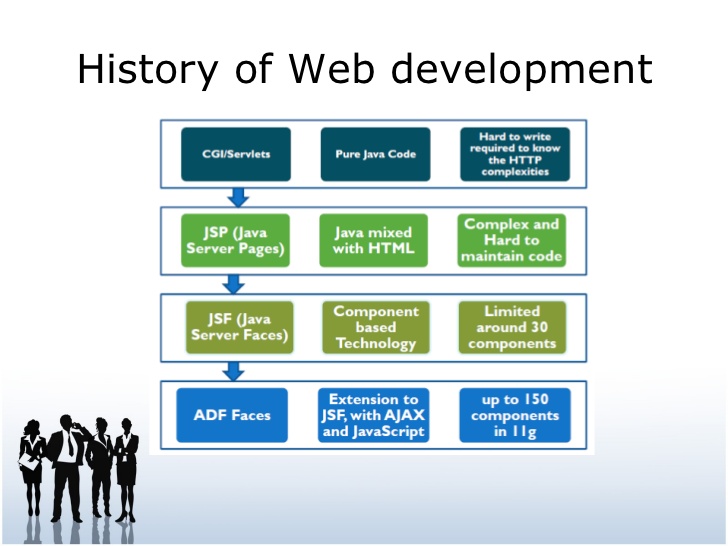 History of Web development
CGI/Servlets
Pure Java Code
Hard to write
required to know
the HTTP
complexities
JSP (Java
Server Pages)
Java mixed
with HTML
Complex and
Hard to
maintain code
JSF (Java
Server Faces)
Component
based
Technology
Limited
around 30
components
ADF Faces
Extension to
JSF, with AJAX
and JavaScript
up to 150
components
in 11g